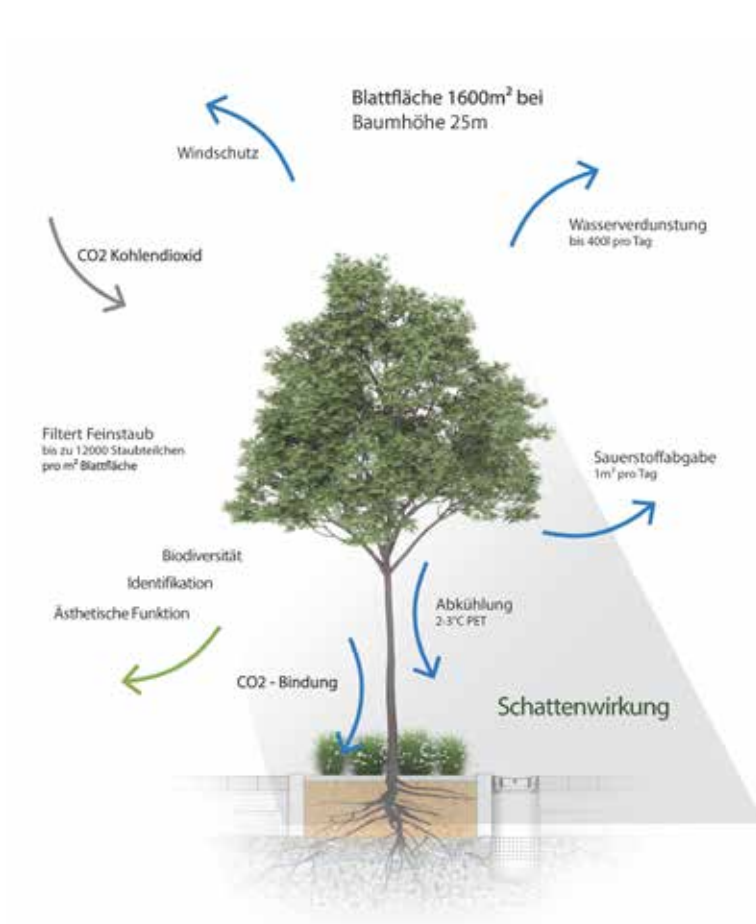 Blattfläche 1600m² bei
Baumhöhe 25m
Windschutz
Wasserverdunstung
bis 400l pro Tag
CO2 Kohlendioxid
Filtert Feinstaub
bis zu 12000 Staubteilchen
pro m² Blattfläche
Sauerstoffabgabe
1m³ pro Tag
Biodiversität
Identifikation
Ästhetische Funktion
Abkühlung
2-3°C PET
CO2 - Bindung
Schattenwirkung